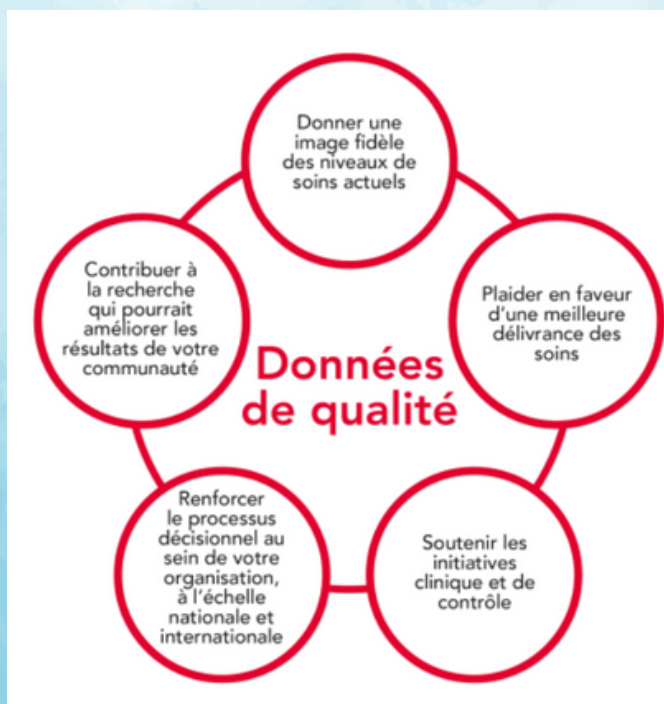 Donner une
image fidèle
des niveaux de
soins actuels
Contribuer à
la recherche
qui pourrait
améliorer les
résultats de votre
communauté
Plaider en faveur
d'une meilleure
délivrance des
soins
Données
de qualité
Renforcer
le processus
décisionnel au
sein de votre
organisation,
à l'échelle
nationale et
internationale
Soutenir les
initiatives
clinique et de
contrôle